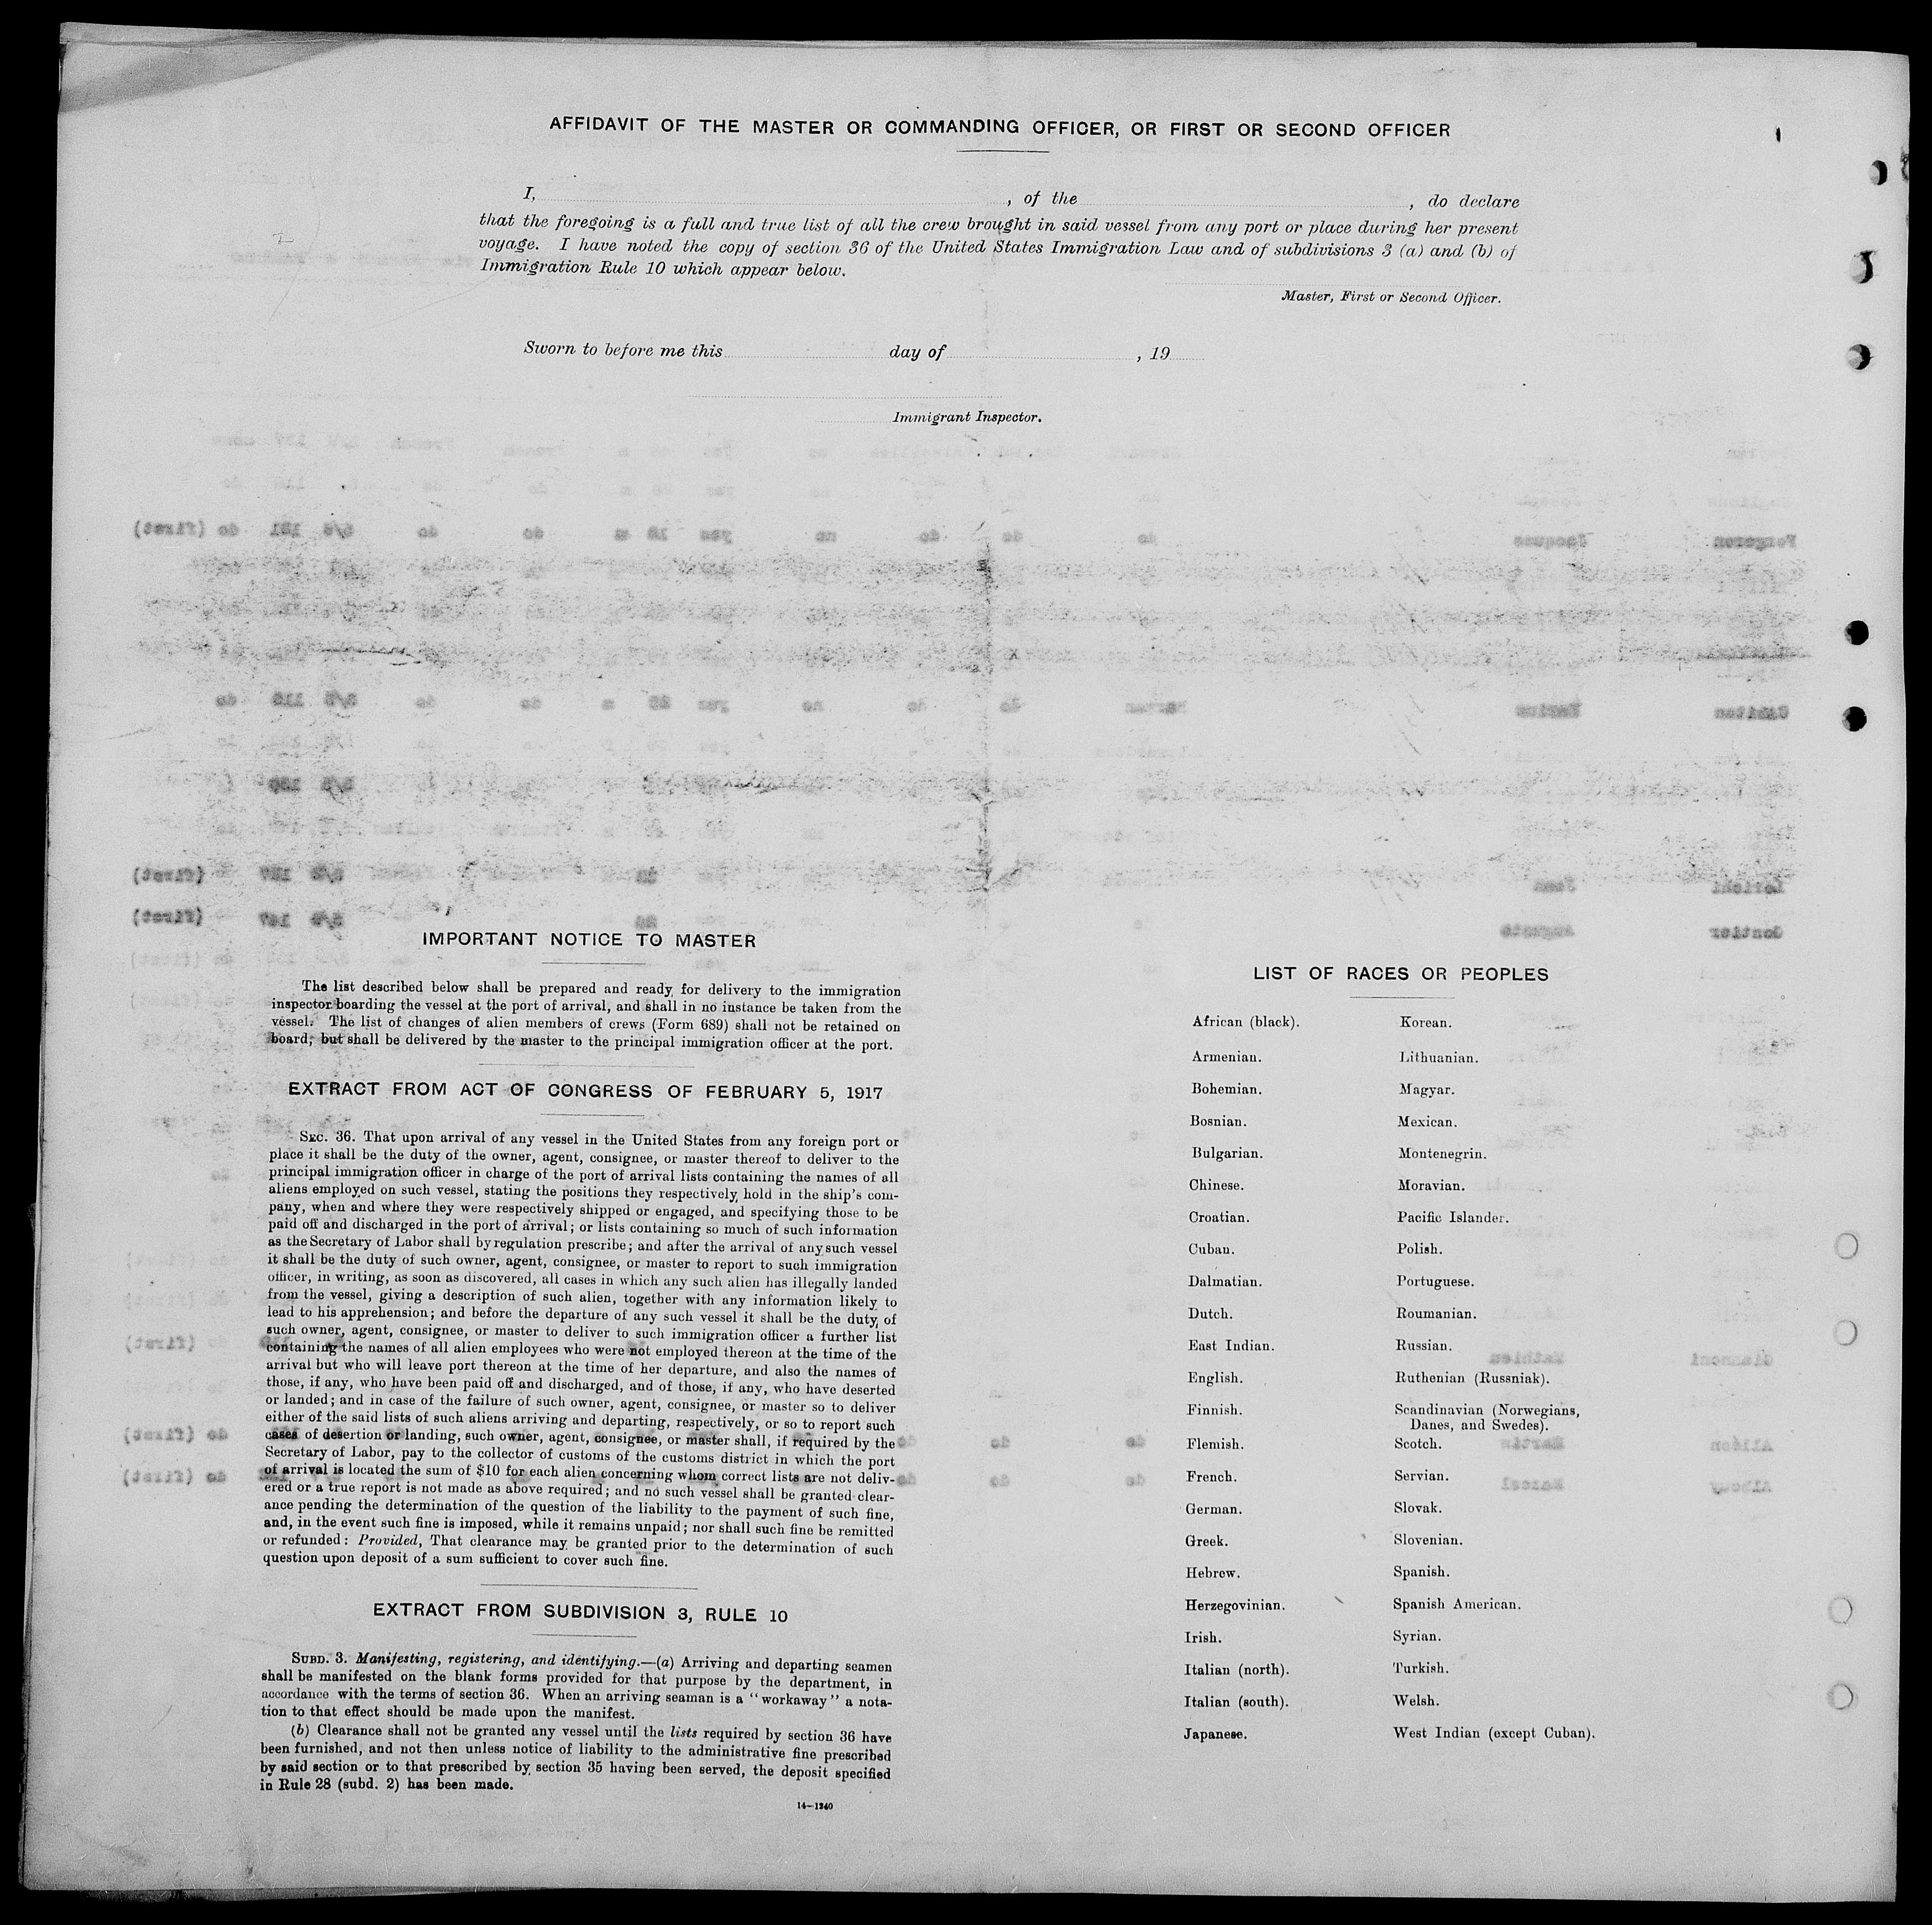 AFFIDAVIT OF THE MASTER OR COMMANDING OFFICER, OR FIRST OR SECOND OFFICER
I, , of the , do declare
that the foregoing is a full and true list of all the crew brought in said vessel from any port or place during her present
voyage. I have noted the copy of section 36 of the United States Immigration Law and of subdivisions 3 (a) and (b) of
Immigration Rule 10 which appear below.
Master, First or Second Officer.
Sworn to before me this day of , 19
Immigrant Inspector.
IMPORTANT NOTICE TO MASTER
The list described below shall be prepared and ready for delivery to the immigration
inspector boarding the vessel at the port of arrival, and shall in no instance be taken from the
vessel. The list of changes of alien members of crews (Form 689) shall not be retained on
board; but shall be delivered by the master to the principal immigration officer at the port.
EXTRACT FROM ACT OF CONGRESS OF FEBRUARY 5, 1917
SEC. 36. That upon arrival of any vessel in the United States from any foreign port or
place it shall be the duty of the owner, agent, consignee, or master thereof to deliver to the
principal immigration officer in charge of the port of arrival lists containing the names of all
aliens employed on such vessel, stating the positions they respectively hold in the ship's com-
pany, when and where they were respectively shipped or engaged, and specifying those to be
paid off and discharged in the port of arrival; or lists containing so much of such information
as the Secretary of Labor shall by regulation prescribe; and after the arrival of any such vessel
it shall be the duty of such owner, agent, consignee, or master to report to such immigration
officer, in writing, as soon as discovered, all cases in which any such alien has illegally landed
from the vessel, giving a description of such alien, together with any information likely to
lead to his apprehension; and before the departure of any such vessel it shall be the duty of
such owner, agent, consignee, or master to deliver to such immigration officer a further list
containing the names of all alien employees who were not employed thereon at the time of the
arrival but who will leave port thereon at the time of her departure, and also the names of
those, if any, who have been paid off and discharged, and of those, if any, who have deserted
or landed; and in case of the failure of such owner, agent, consignee, or master so to deliver
either of the said lists of such aliens arriving and departing, respectively, or so to report such
cases of desertion or landing, such owner, agent, consignee, or master shall, if required by the
Secretary of Labor, pay to the collector of customs of the customs district in which the port
of arrival is located the sum of $10 for each alien concerning whom correct lists are not deliv-
ered or a true report is not made as above required; and no such vessel shall be granted clear-
ance pending the determination of the question of the liability to the payment of such fine,
and, in the event such fine is imposed, while it remains unpaid; nor shall such fine be remitted
or refunded: Provided, That clearance may be granted prior to the determination of such
question upon deposit of a sum sufficient to cover such fine.
EXTRACT FROM SUBDIVISION 3, RULE 10
SUBD. 3. Manifesting, registering, and identifying.—(a) Arriving and departing seamen
shall be manifested on the blank forms provided for that purpose by the department, in
accordance with the terms of section 36. When an arriving seaman is a "workaway" a nota-
tion to that effect should be made upon the manifest.
(b) Clearance shall not be granted any vessel until the lists required by section 36 have
been furnished, and not then unless notice of liability to the administrative fine prescribed
by said section or to that prescribed by section 35 having been served, the deposit specified
in Rule 28 (subd. 2) has been made.
14—1240
LIST OF RACES OR PEOPLES
African (black). Korean.
Armenian. Lithuanian.
Bohemian. Magyar.
Bosnian. Mexican.
Bulgarian. Montenegrin.
Chinese. Moravian.
Croatian. Pacific Islander.
Cuban. Polish.
Dalmatian. Portuguese.
Dutch. Roumanian.
East Indian. Russian.
English. Ruthenian (Russniak).
Finnish. Scandinavian (Norwegians,
Danes, and Swedes).
Flemish. Scotch.
French. Servian.
German. Slovak.
Greek. Slovenian.
Hebrew. Spanish.
Herzegovinian. Spanish American.
Irish. Syrian.
Italian (north). Turkish.
Italian (south). Welsh.
Japanese. West Indian (except Cuban).